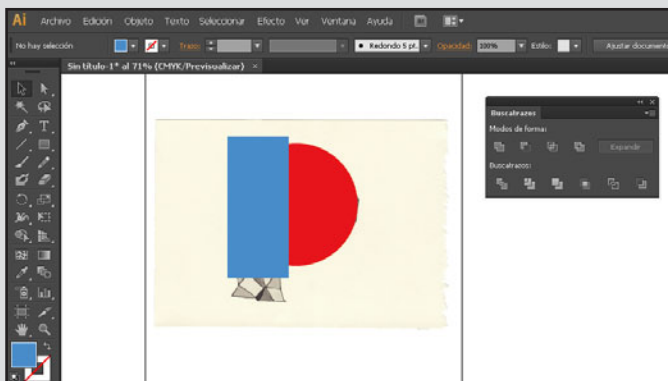 Ai Archivo Edición Objeto Texto Seleccionar Efecto Ver Ventana Ayuda Br
No hay selección Trazo: Redondo 5 pt. Opacidad: 100% Estilo: Ajustar documento
Sin título-1* al 71% (CMYK/Previsualizar) ×
Buscatrazos
Modos de forma:
Expandir
Buscatrazos: